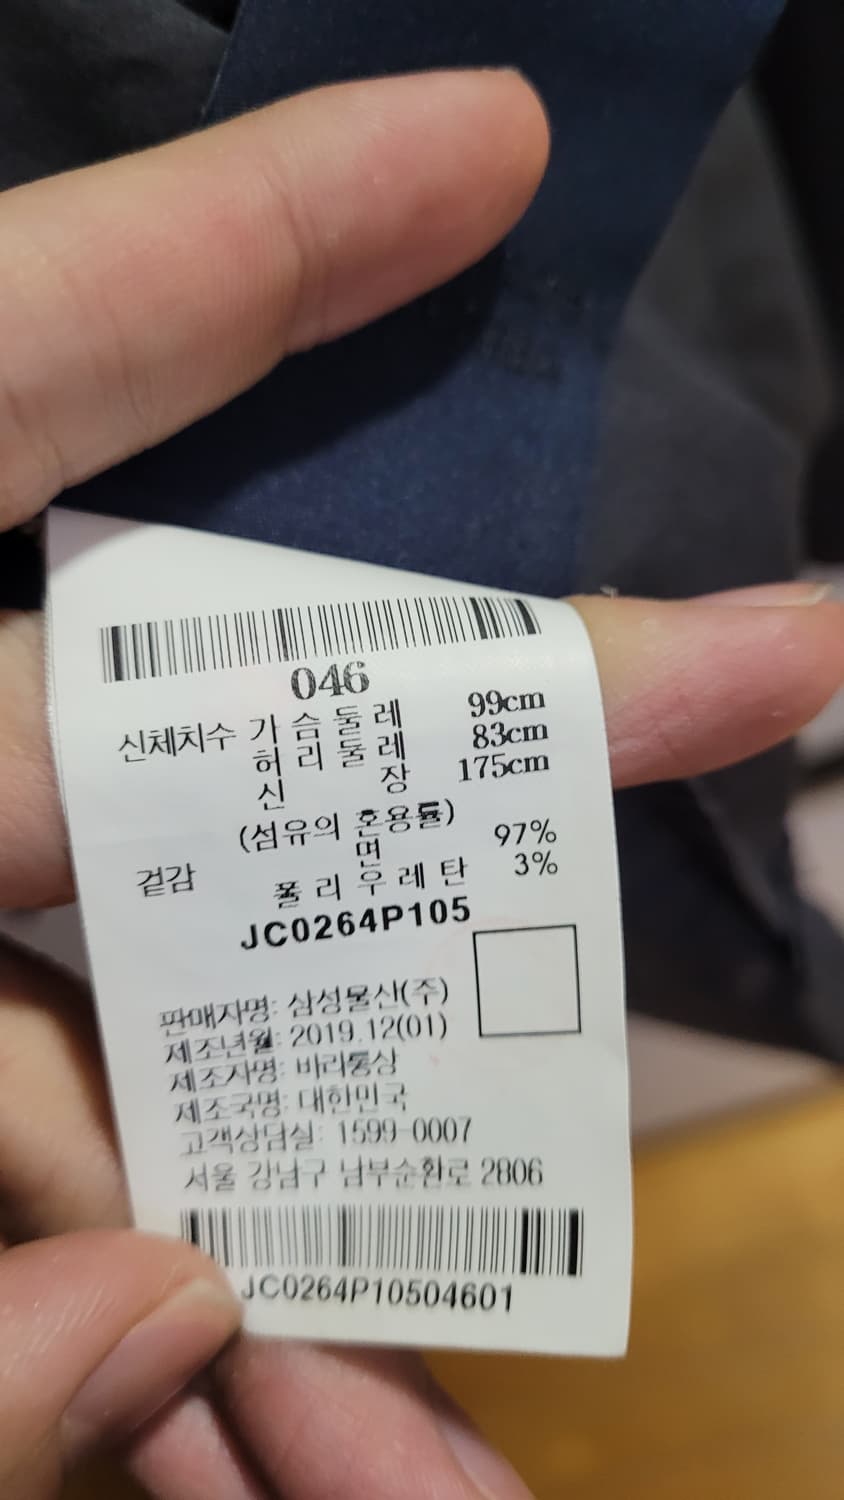 046
신체치수 가슴둘레 99cm
허리둘레 83cm
신장 175cm
(섬유의 혼용률)
겉감 면 97%
폴리우레탄 3%
JC0264P105
판매자명: 삼성물산(주)
제조년월: 2019.12(01)
제조자명: 바리통상
제조국명: 대한민국
고객상담실: 1599-0007
서울 강남구 남부순환로 2806
JC0264P10504601